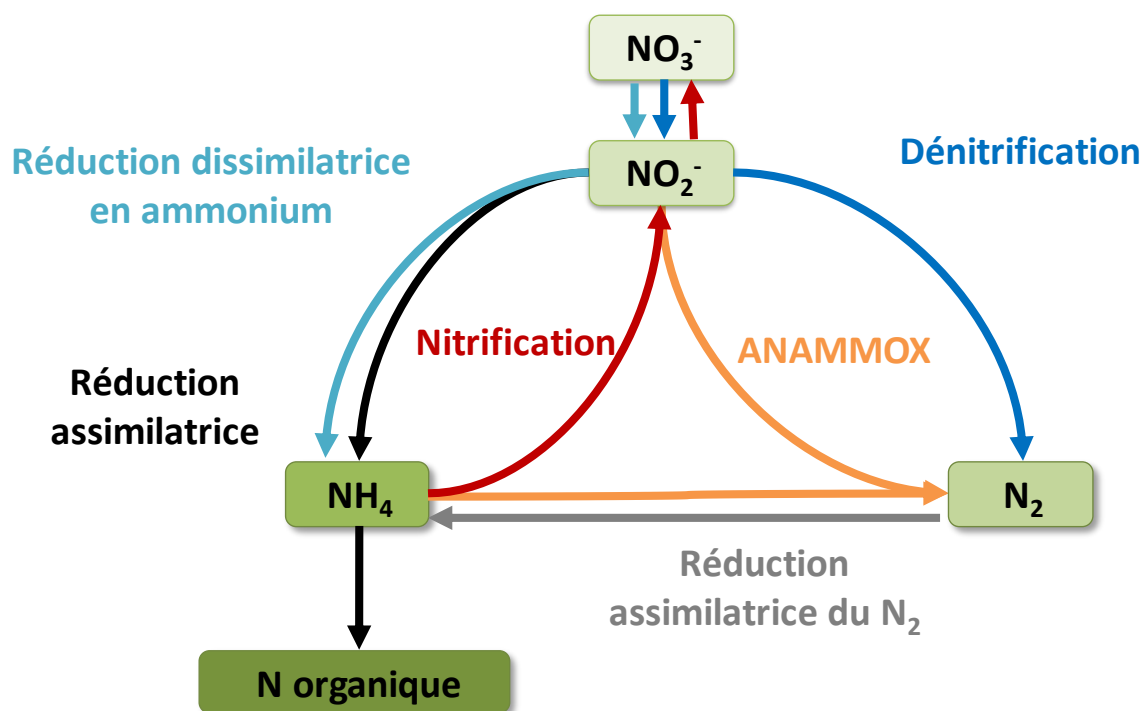 NO₃⁻
Réduction dissimilatrice
en ammonium
NO₂⁻
Dénitrification
Nitrification
ANAMMOX
Réduction
assimilatrice
NH₄
N₂
Réduction
assimilatrice du N₂
N organique